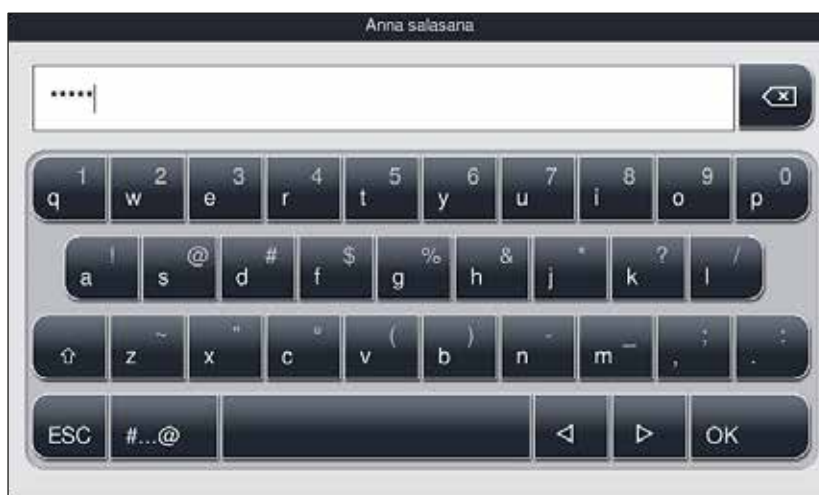 Anna salasana
*****
1 2 3 4 5 6 7 8 9 0
q w e r t y u i o p
! @ # $ % & * ? /
a s d f g h j k l
~ " ( ) - _ ; :
z x c v b n m , .
ESC #...@ OK